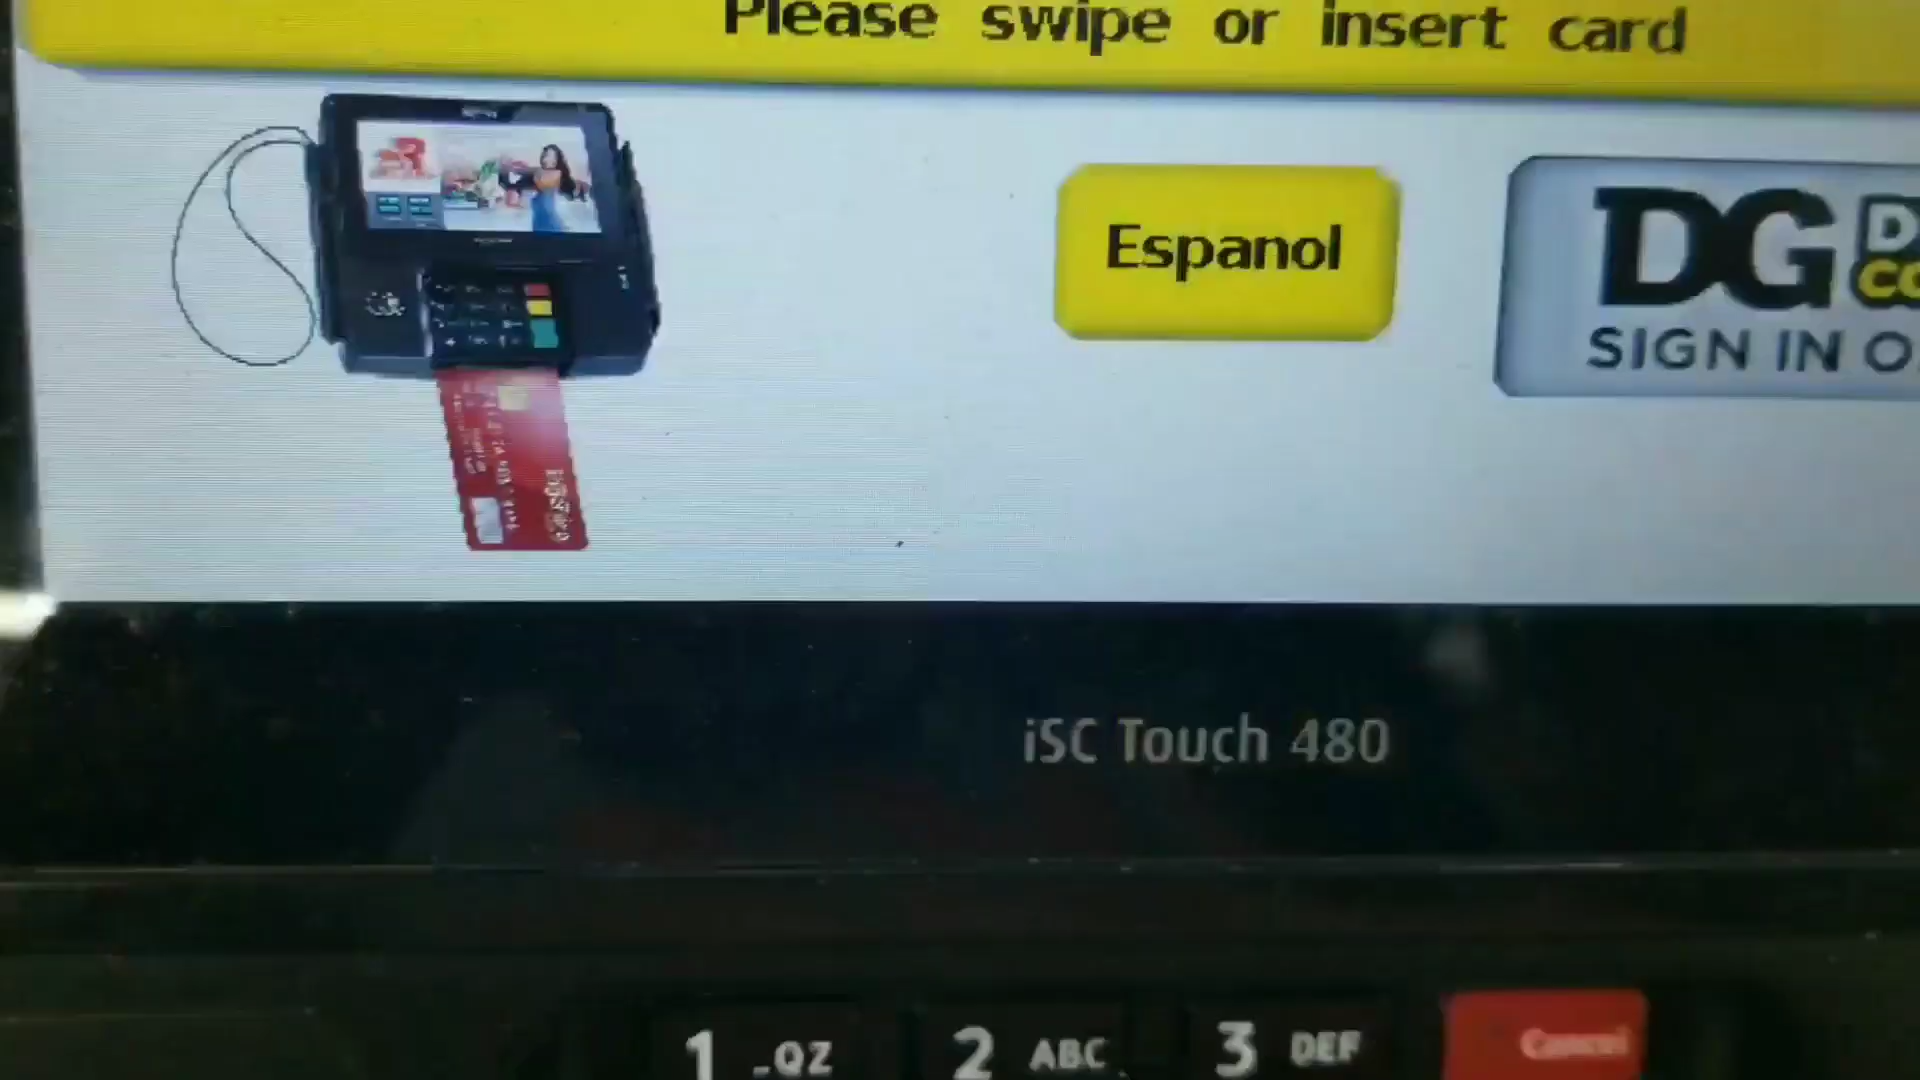 Please swipe or insert card
Espanol
DG
SIGN IN
iSC Touch 480
1 -QZ
2 ABC
3 DEF
Cancel